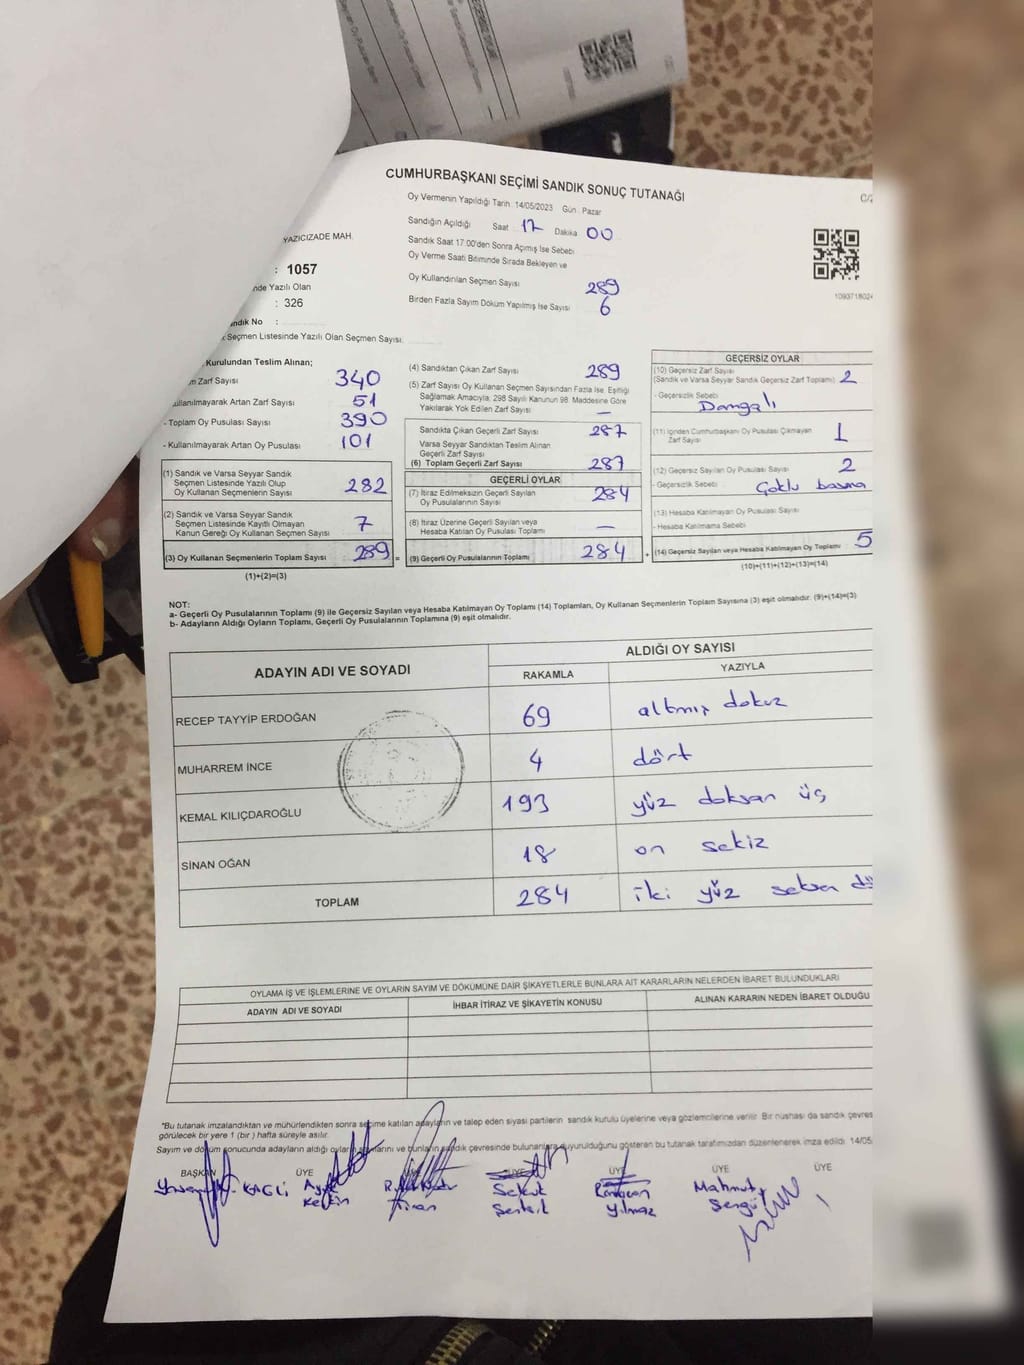 CUMHURBAŞKANI SEÇİMİ SANDIK SONUÇ TUTANAĞI
Oy Vermenin Yapıldığı Tarih : 14/05/2023 Gün : Pazar
Sandığın Açıldığı Saat 17 Dakika 00
Sandık Saat 17.00'den Sonra Açımış İse Sebebi
Oy Verme Saati Bitiminde Sırada Bekleyen ve
Oy Kullandırılan Seçmen Sayısı 289
Birden Fazla Sayım Döküm Yapılmış İse Sayısı 6
YAZICIZADE MAH.
: 1057
nde Yazılı Olan
: 326
andık No :
Seçmen Listesinde Yazılı Olan Seçmen Sayısı:
Kurulundan Teslim Alınan;
Zarf Sayısı 340
ullanılmayarak Artan Zarf Sayısı 51
- Toplam Oy Pusulası Sayısı 390
- Kullanılmayarak Artan Oy Pusulası 101
(1) Sandık ve Varsa Seyyar Sandık
Seçmen Listesinde Yazılı Olup
Oy Kullanan Seçmenlerin Sayısı 282
(2) Sandık ve Varsa Seyyar Sandık
Seçmen Listesinde Kayıtlı Olmayan
Kanun Gereği Oy Kullanan Seçmen Sayısı 7
(3) Oy Kullanan Seçmenlerin Toplam Sayısı 289 =
(1)+(2)=(3)
(4) Sandıktan Çıkan Zarf Sayısı 289
(5) Zarf Sayısı Oy Kullanan Seçmen Sayısından Fazla İse, Eşitliği
Sağlamak Amacıyla; 298 Sayılı Kanunun 98. Maddesine Göre
Yakılarak Yok Edilen Zarf Sayısı —
Sandıkta Çıkan Geçerli Zarf Sayısı 287
Varsa Seyyar Sandıktan Teslim Alınan
Geçerli Zarf Sayısı
(6) Toplam Geçerli Zarf Sayısı 287
GEÇERLİ OYLAR
(7) İtiraz Edilmeksizin Geçerli Sayılan
Oy Pusulalarının Sayısı 284
(8) İtiraz Üzerine Geçerli Sayılan veya
Hesaba Katılan Oy Pusulası Toplamı —
(9) Geçerli Oy Pusulalarının Toplamı 284 +
GEÇERSİZ OYLAR
(10) Geçersiz Zarf Sayısı
(Sandık ve Varsa Seyyar Sandık Geçersiz Zarf Toplamı) 2
- Geçersizlik Sebebi
Damgalı
(11) İçinden Cumhurbaşkanı Oy Pusulası Çıkmayan
Zarf Sayısı 1
(12) Geçersiz Sayılan Oy Pusulası Sayısı 2
- Geçersizlik Sebebi Çoklu basma
(13) Hesaba Katılmayan Oy Pusulası Sayısı
- Hesaba Katılmama Sebebi
(14) Geçersiz Sayılan veya Hesaba Katılmayan Oy Toplamı 5
(10)+(11)+(12)+(13)=(14)
NOT:
a- Geçerli Oy Pusulalarının Toplamı (9) ile Geçersiz Sayılan veya Hesaba Katılmayan Oy Toplamı (14) Toplamları, Oy Kullanan Seçmenlerin Toplam Sayısına (3) eşit olmalıdır. (9)+(14)=(3)
b- Adayların Aldığı Oyların Toplamı, Geçerli Oy Pusulalarının Toplamına (9) eşit olmalıdır.
ADAYIN ADI VE SOYADI ALDIĞI OY SAYISI
RAKAMLA YAZIYLA
RECEP TAYYİP ERDOĞAN 69 altmış dokuz
MUHARREM İNCE 4 dört
KEMAL KILIÇDAROĞLU 193 yüz doksan üç
SİNAN OĞAN 18 on sekiz
TOPLAM 284 iki yüz seksen
OYLAMA İŞ VE İŞLEMLERİNE VE OYLARIN SAYIM VE DÖKÜMÜNE DAİR ŞİKAYETLERLE BUNLARA AİT KARARLARIN NELERDEN İBARET BULUNDUKLARI
ADAYIN ADI VE SOYADI İHBAR İTİRAZ VE ŞİKAYETİN KONUSU ALINAN KARARIN NEDEN İBARET OLDUĞU
"Bu tutanak imzalandıktan ve mühürlendikten sonra seçime katılan adayların ve talep eden siyasi partilerin sandık kurulu üyelerine veya gözlemcilerine verilir. Bir nüshası da sandık çevres
görülecek bir yere 1 (bir) hafta süreyle asılır.
Sayım ve döküm sonucunda adayların aldığı ve bunların sandık çevresinde bulunanlara duyurulduğunu gösteren bu tutanak tarafımızdan düzenlenerek imza edildi. 14/05
BAŞKAN ÜYE ÜYE ÜYE ÜYE ÜYE
Ramazan Mahmut
Yılmaz Şengül